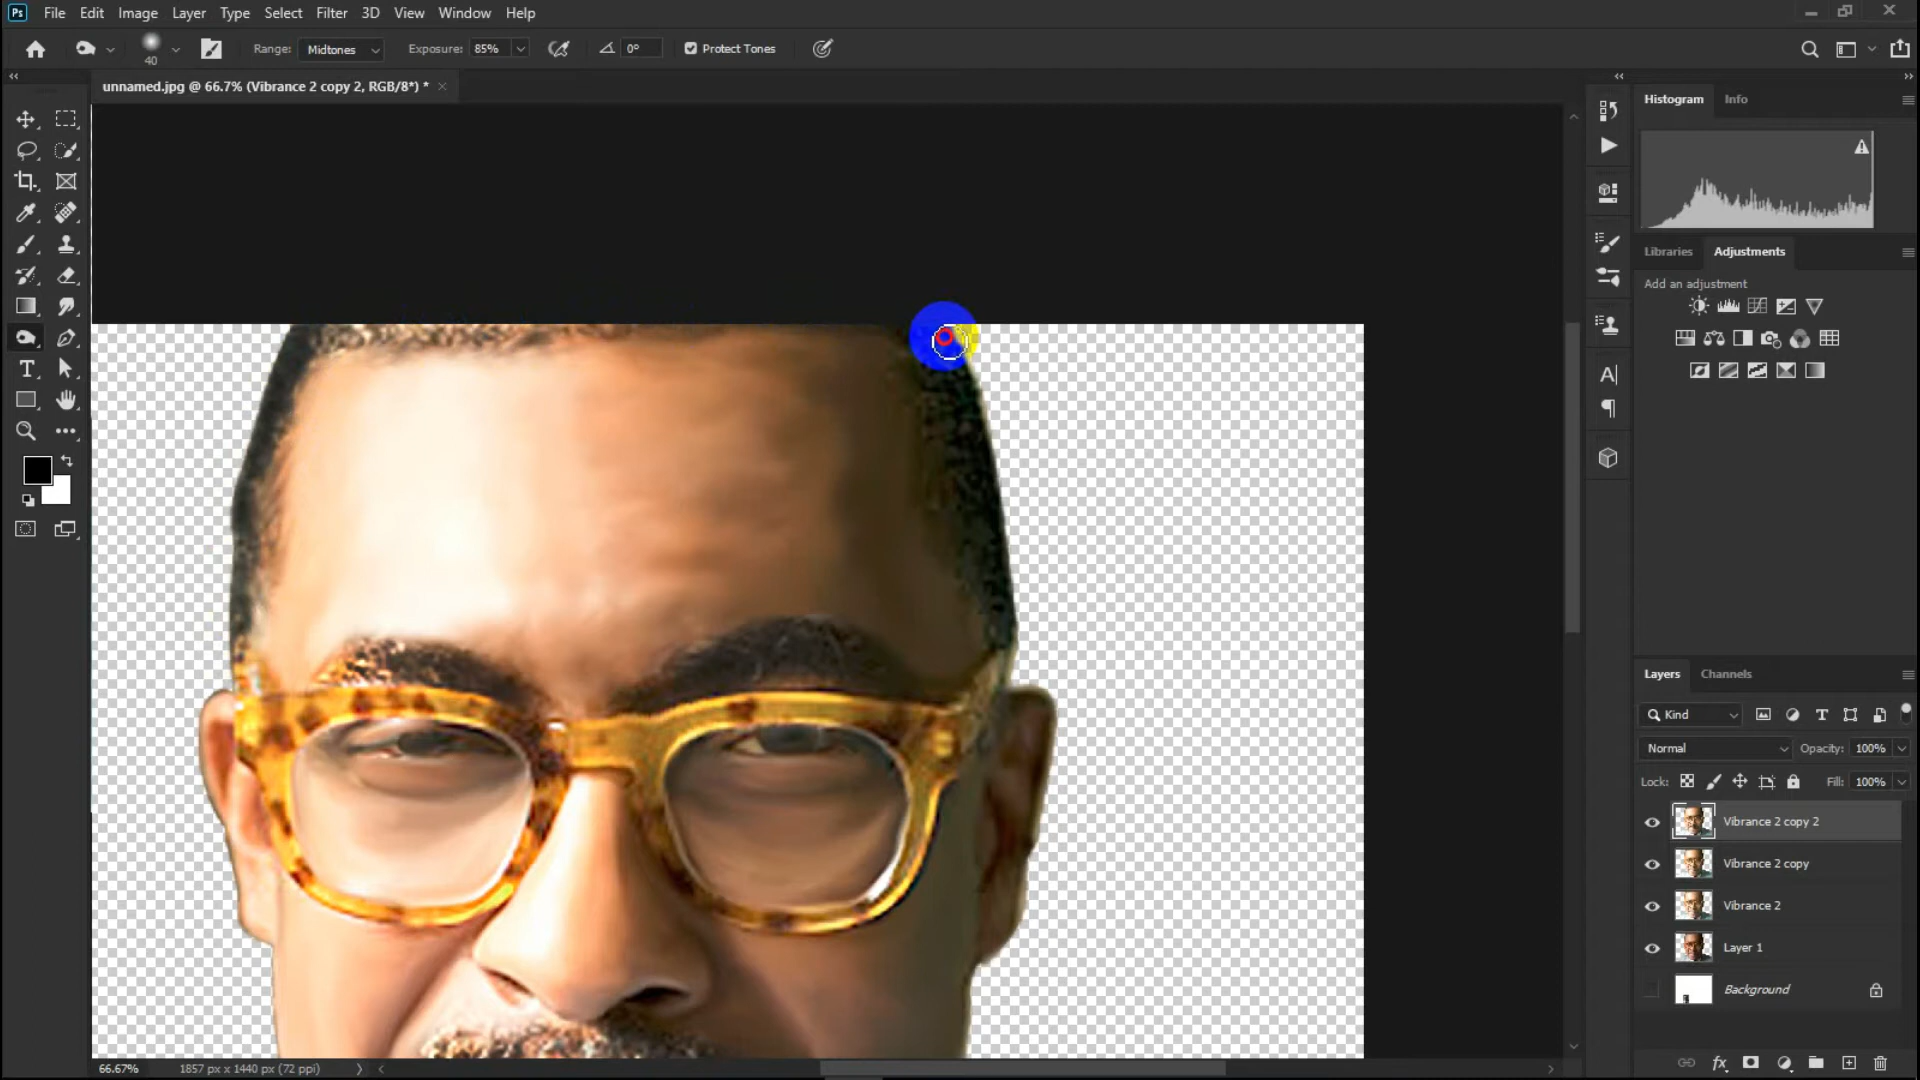 Ps File Edit Image Layer Type Select Filter 3D View Window Help
40 Range: Midtones Exposure: 85% 0° Protect Tones
unnamed.jpg @ 66.7% (Vibrance 2 copy 2, RGB/8*) * ×
Histogram Info
Libraries Adjustments
Add an adjustment
Layers Channels
Kind
Normal Opacity: 100%
Lock: Fill: 100%
Vibrance 2 copy 2
Vibrance 2 copy
Vibrance 2
Layer 1
Background
66.67% 1857 px x 1440 px (72 ppi)